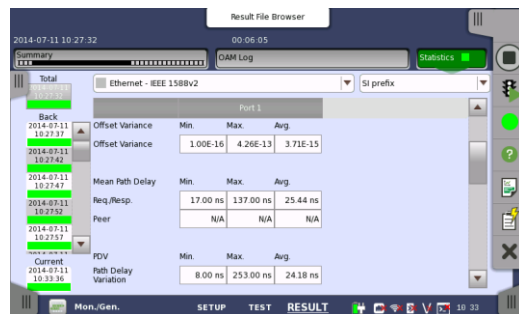 Result File Browser
2014-07-11 10:27:32
00:06:05
Summary
OAM Log
Statistics
Total
2014-07-11
10:27:32
Ethernet - IEEE 1588v2
SI prefix
Port 1
Back
2014-07-11
10:27:37
2014-07-11
10:27:42
2014-07-11
10:27:47
2014-07-11
10:27:52
2014-07-11
10:27:57
Current
2014-07-11
10:33:36
Offset Variance Min. Max. Avg.
Offset Variance 1.00E-16 4.26E-13 3.71E-15
Mean Path Delay Min. Max. Avg.
Req./Resp. 17.00 ns 137.00 ns 25.44 ns
Peer N/A N/A N/A
PDV Min. Max. Avg.
Path Delay Variation 8.00 ns 253.00 ns 24.18 ns
Mon./Gen. SETUP TEST RESULT 10 33